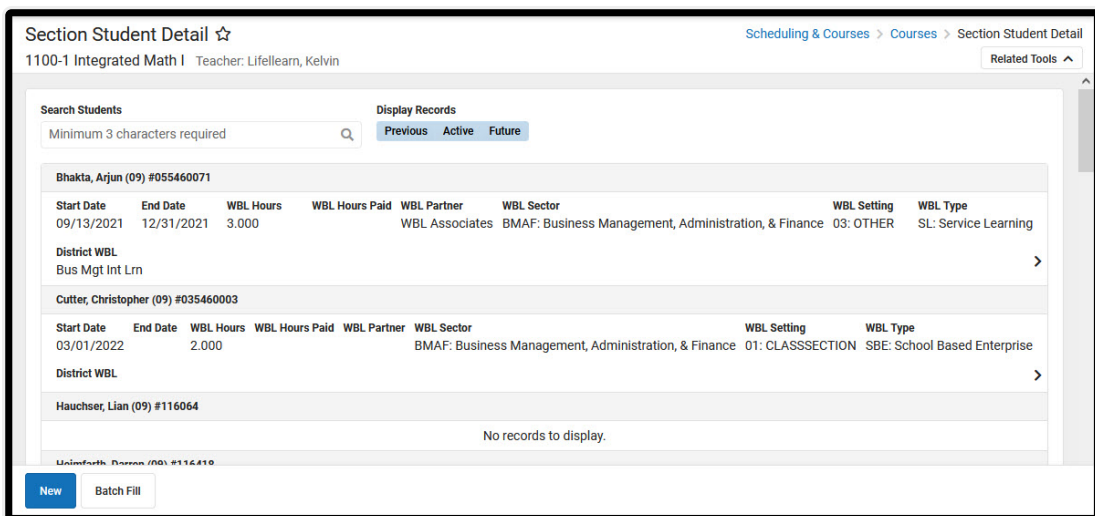 Section Student Detail
Scheduling & Courses > Courses > Section Student Detail
1100-1 Integrated Math I Teacher: Lifellearn, Kelvin
Related Tools
Search Students
Display Records
Minimum 3 characters required
Previous Active Future
Bhakta, Arjun (09) #055460071
Start Date End Date WBL Hours WBL Hours Paid WBL Partner WBL Sector WBL Setting WBL Type
09/13/2021 12/31/2021 3.000 WBL Associates BMAF: Business Management, Administration, & Finance 03: OTHER SL: Service Learning
District WBL
Bus Mgt Int Lrn
Cutter, Christopher (09) #035460003
Start Date End Date WBL Hours WBL Hours Paid WBL Partner WBL Sector WBL Setting WBL Type
03/01/2022 2.000 BMAF: Business Management, Administration, & Finance 01: CLASSSECTION SBE: School Based Enterprise
District WBL
Hauchser, Lian (09) #116064
No records to display.
Heimfarth, Darren (09) #116418
New Batch Fill